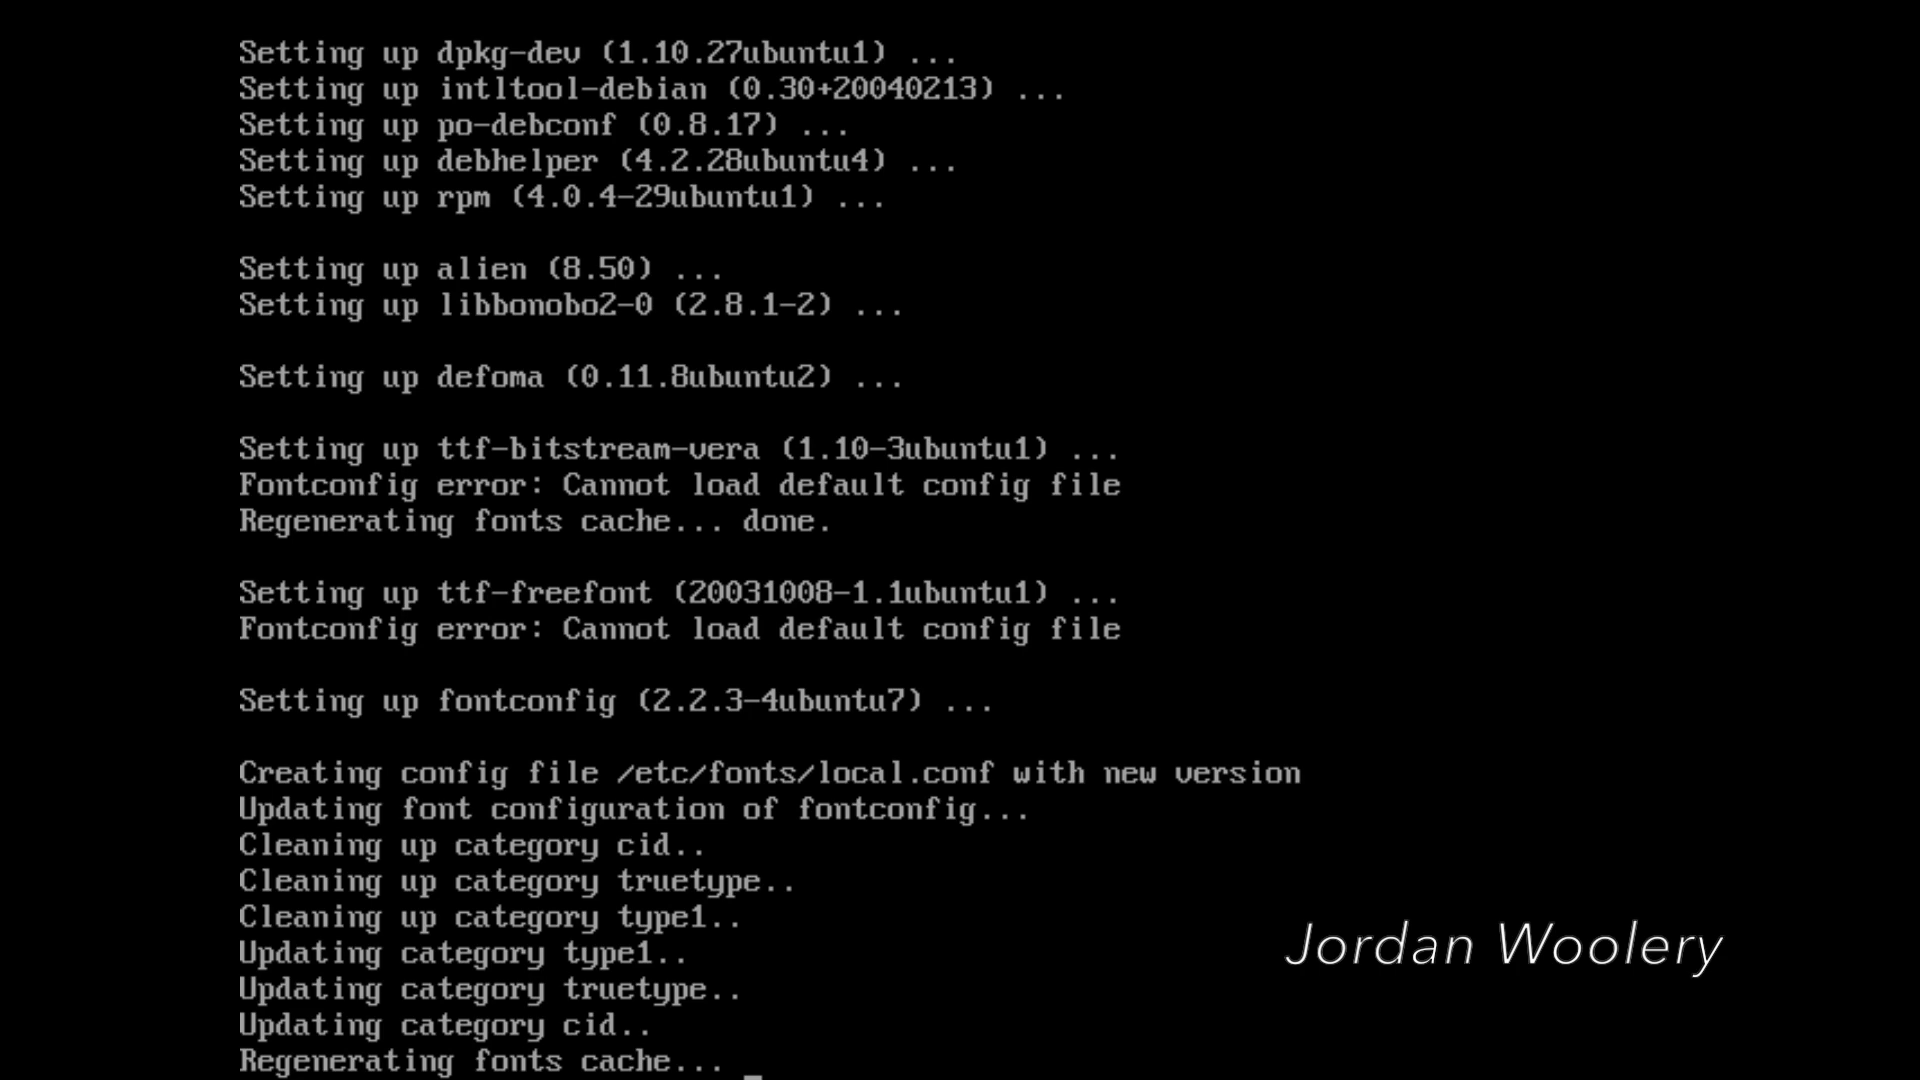 Setting up dpkg-dev (1.10.27ubuntu1) ...
Setting up intltool-debian (0.30+20040213) ...
Setting up po-debconf (0.8.17) ...
Setting up debhelper (4.2.28ubuntu4) ...
Setting up rpm (4.0.4-29ubuntu1) ...
Setting up alien (8.50) ...
Setting up libbonobo2-0 (2.8.1-2) ...
Setting up defoma (0.11.8ubuntu2) ...
Setting up ttf-bitstream-vera (1.10-3ubuntu1) ...
Fontconfig error: Cannot load default config file
Regenerating fonts cache... done.
Setting up ttf-freefont (20031008-1.1ubuntu1) ...
Fontconfig error: Cannot load default config file
Setting up fontconfig (2.2.3-4ubuntu7) ...
Creating config file /etc/fonts/local.conf with new version
Updating font configuration of fontconfig...
Cleaning up category cid..
Cleaning up category truetype..
Cleaning up category type1..
Updating category type1..
Updating category truetype..
Updating category cid..
Regenerating fonts cache... _
Jordan Woolery